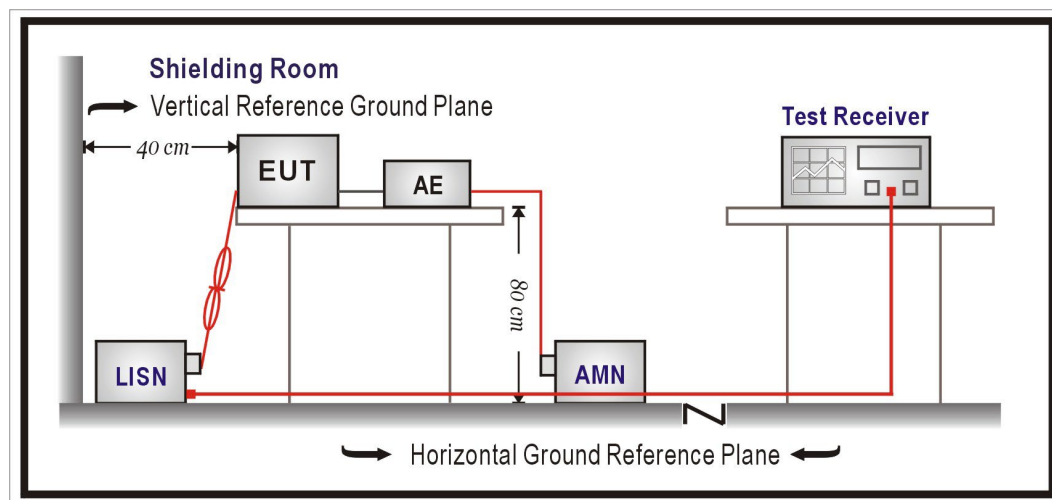 Shielding Room
Vertical Reference Ground Plane
40 cm
EUT
AE
Test Receiver
80 cm
LISN
AMN
Horizontal Ground Reference Plane